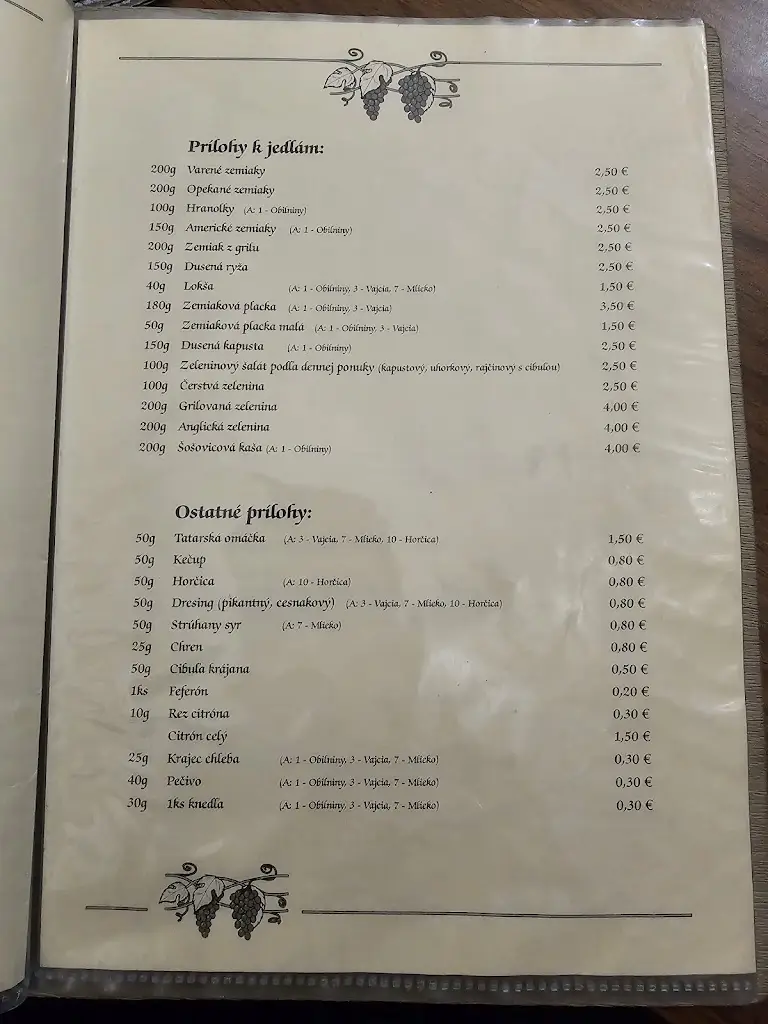 Prílohy k jedlám:
200g Varené zemiaky 2,50 €
200g Opekané zemiaky 2,50 €
100g Hranolky (A: 1 - Obilniny) 2,50 €
150g Americké zemiaky (A: 1 - Obilniny) 2,50 €
200g Zemiak z grilu 2,50 €
150g Dusená ryža 2,50 €
40g Lokša (A: 1 - Obilniny, 3 - Vajcia, 7 - Mlieko) 1,50 €
180g Zemiaková placka (A: 1 - Obilniny, 3 - Vajcia) 3,50 €
50g Zemiaková placka malá (A: 1 - Obilniny, 3 - Vajcia) 1,50 €
150g Dusená kapusta (A: 1 - Obilniny) 2,50 €
100g Zeleninový šalát podľa dennej ponuky (kapustový, uhorkový, rajčinový s cibuľou) 2,50 €
100g Čerstvá zelenina 2,50 €
200g Grilovaná zelenina 4,00 €
200g Anglická zelenina 4,00 €
200g Šošovicová kaša (A: 1 - Obilniny) 4,00 €
Ostatné prílohy:
50g Tatarská omáčka (A: 3 - Vajcia, 7 - Mlieko, 10 - Horčica) 1,50 €
50g Kečup 0,80 €
50g Horčica (A: 10 - Horčica) 0,80 €
50g Dresing (pikantný, cesnakový) (A: 3 - Vajcia, 7 - Mlieko, 10 - Horčica) 0,80 €
50g Strúhaný syr (A: 7 - Mlieko) 0,80 €
25g Chren 0,80 €
50g Cibuľa krájaná 0,50 €
1ks Feferón 0,20 €
10g Rez citróna 0,30 €
Citrón celý 1,50 €
25g Krajec chleba (A: 1 - Obilniny, 3 - Vajcia, 7 - Mlieko) 0,30 €
40g Pečivo (A: 1 - Obilniny, 3 - Vajcia, 7 - Mlieko) 0,30 €
30g 1ks knedľa (A: 1 - Obilniny, 3 - Vajcia, 7 - Mlieko) 0,30 €